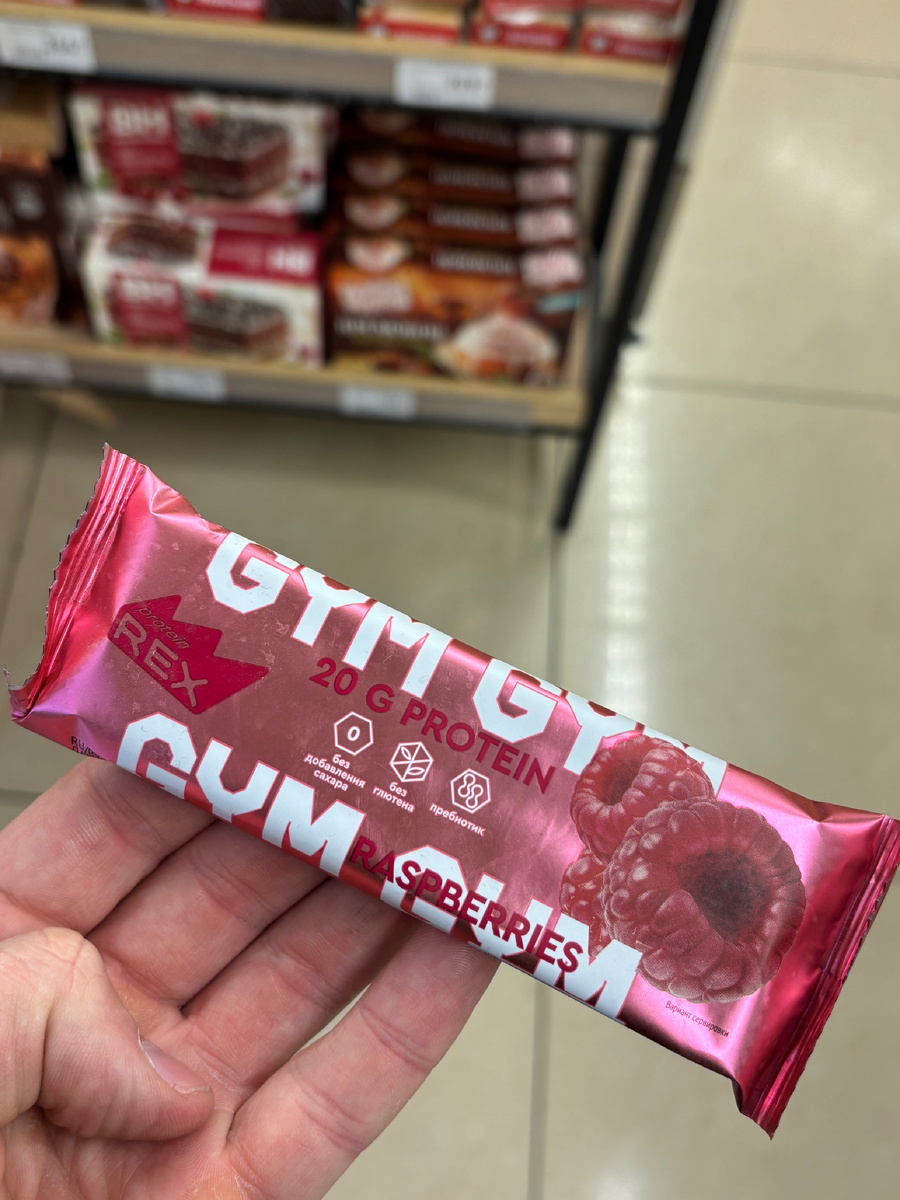 GYM GYM
protein
REX
20 G PROTEIN
0
без
добавления
сахара
без
глютена
пребиотик
GYM GYM
RASPBERRIES
Вариант сервировки